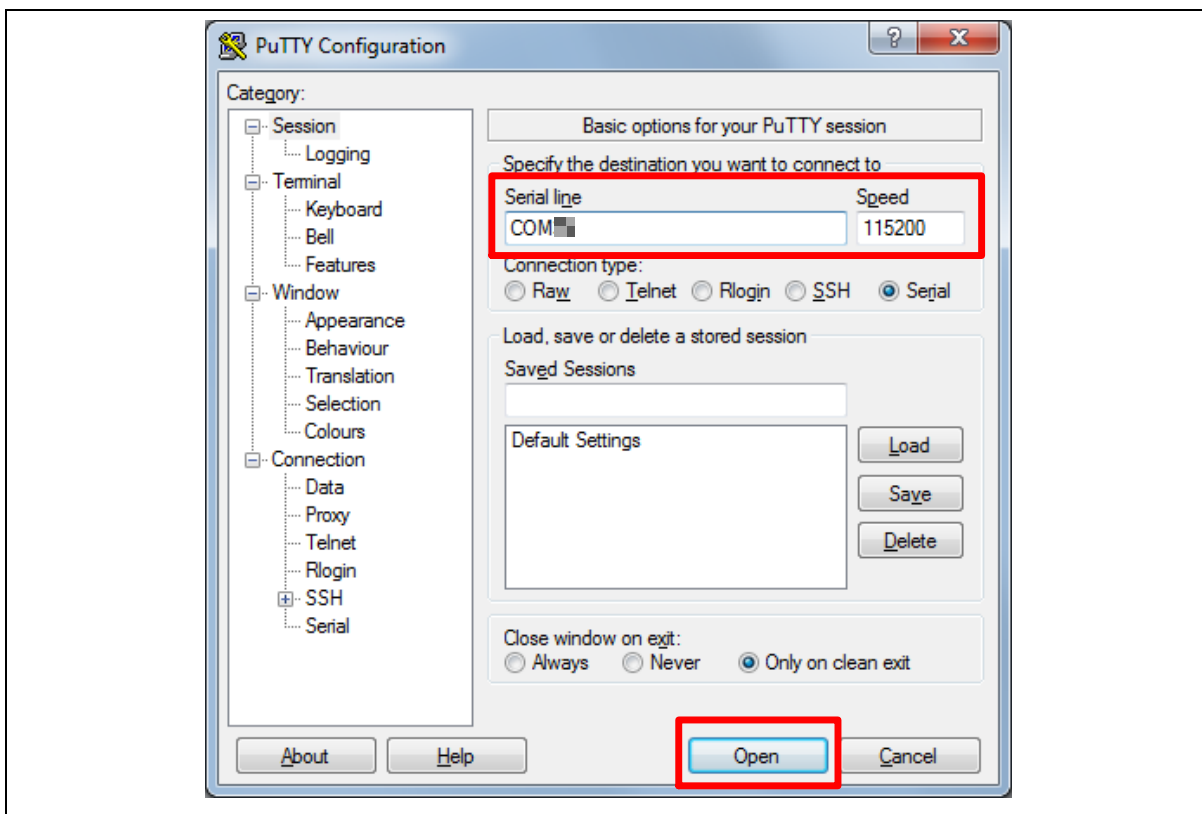 PuTTY Configuration
Category:
Session
Logging
Terminal
Keyboard
Bell
Features
Window
Appearance
Behaviour
Translation
Selection
Colours
Connection
Data
Proxy
Telnet
Rlogin
SSH
Serial
Basic options for your PuTTY session
Specify the destination you want to connect to
Serial line Speed
COM 115200
Connection type:
Raw Telnet Rlogin SSH Serial
Load, save or delete a stored session
Saved Sessions
Default Settings
Load
Save
Delete
Close window on exit:
Always Never Only on clean exit
About Help Open Cancel